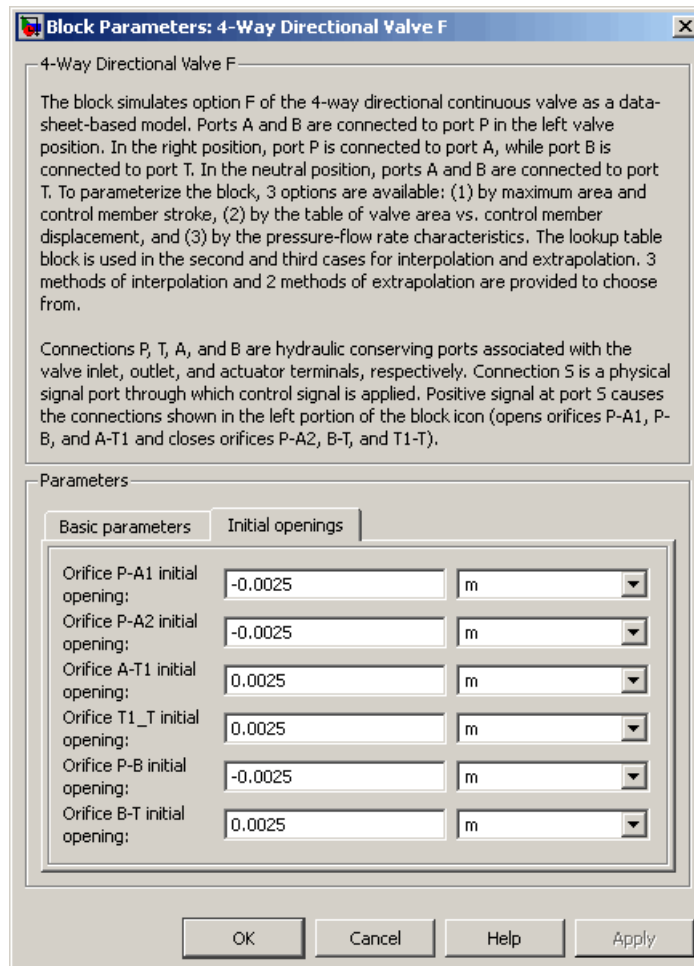 Block Parameters: 4-Way Directional Valve F
4-Way Directional Valve F
The block simulates option F of the 4-way directional continuous valve as a data-
sheet-based model. Ports A and B are connected to port P in the left valve
position. In the right position, port P is connected to port A, while port B is
connected to port T. In the neutral position, ports A and B are connected to port
T. To parameterize the block, 3 options are available: (1) by maximum area and
control member stroke, (2) by the table of valve area vs. control member
displacement, and (3) by the pressure-flow rate characteristics. The lookup table
block is used in the second and third cases for interpolation and extrapolation. 3
methods of interpolation and 2 methods of extrapolation are provided to choose
from.
Connections P, T, A, and B are hydraulic conserving ports associated with the
valve inlet, outlet, and actuator terminals, respectively. Connection S is a physical
signal port through which control signal is applied. Positive signal at port S causes
the connections shown in the left portion of the block icon (opens orifices P-A1, P-
B, and A-T1 and closes orifices P-A2, B-T, and T1-T).
Parameters
Basic parameters Initial openings
Orifice P-A1 initial
opening: -0.0025 m
Orifice P-A2 initial
opening: -0.0025 m
Orifice A-T1 initial
opening: 0.0025 m
Orifice T1_T initial
opening: 0.0025 m
Orifice P-B initial
opening: -0.0025 m
Orifice B-T initial
opening: 0.0025 m
OK Cancel Help Apply